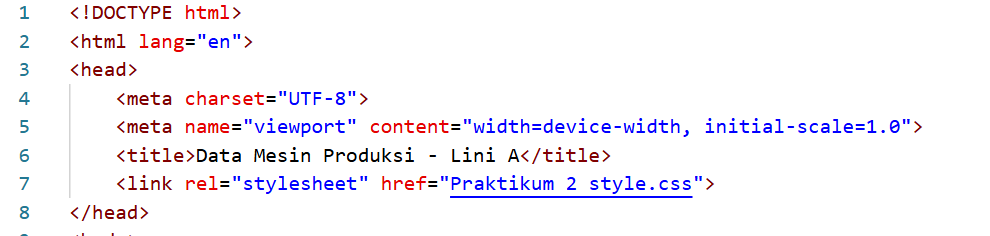 1 <!DOCTYPE html>
2 <html lang="en">
3 <head>
4 <meta charset="UTF-8">
5 <meta name="viewport" content="width=device-width, initial-scale=1.0">
6 <title>Data Mesin Produksi - Lini A</title>
7 <link rel="stylesheet" href="Praktikum 2 style.css">
8 </head>